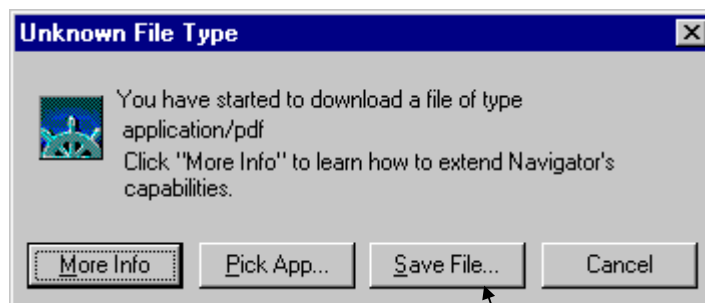 Unknown File Type
You have started to download a file of type
application/pdf
Click "More Info" to learn how to extend Navigator's
capabilities.
More Info Pick App... Save File... Cancel